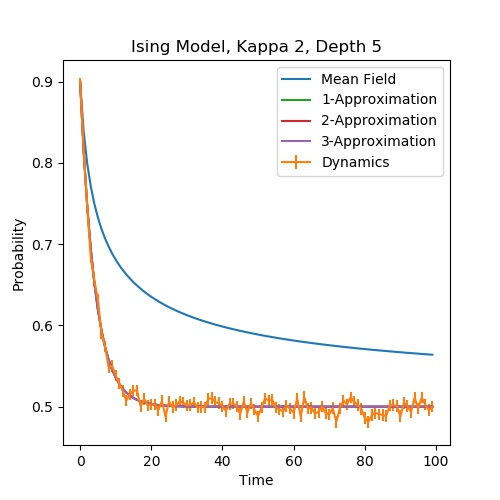 Ising Model, Kappa 2, Depth 5
Mean Field
1-Approximation
2-Approximation
3-Approximation
Dynamics
Probability
0.9
0.8
0.7
0.6
0.5
0 20 40 60 80 100
Time